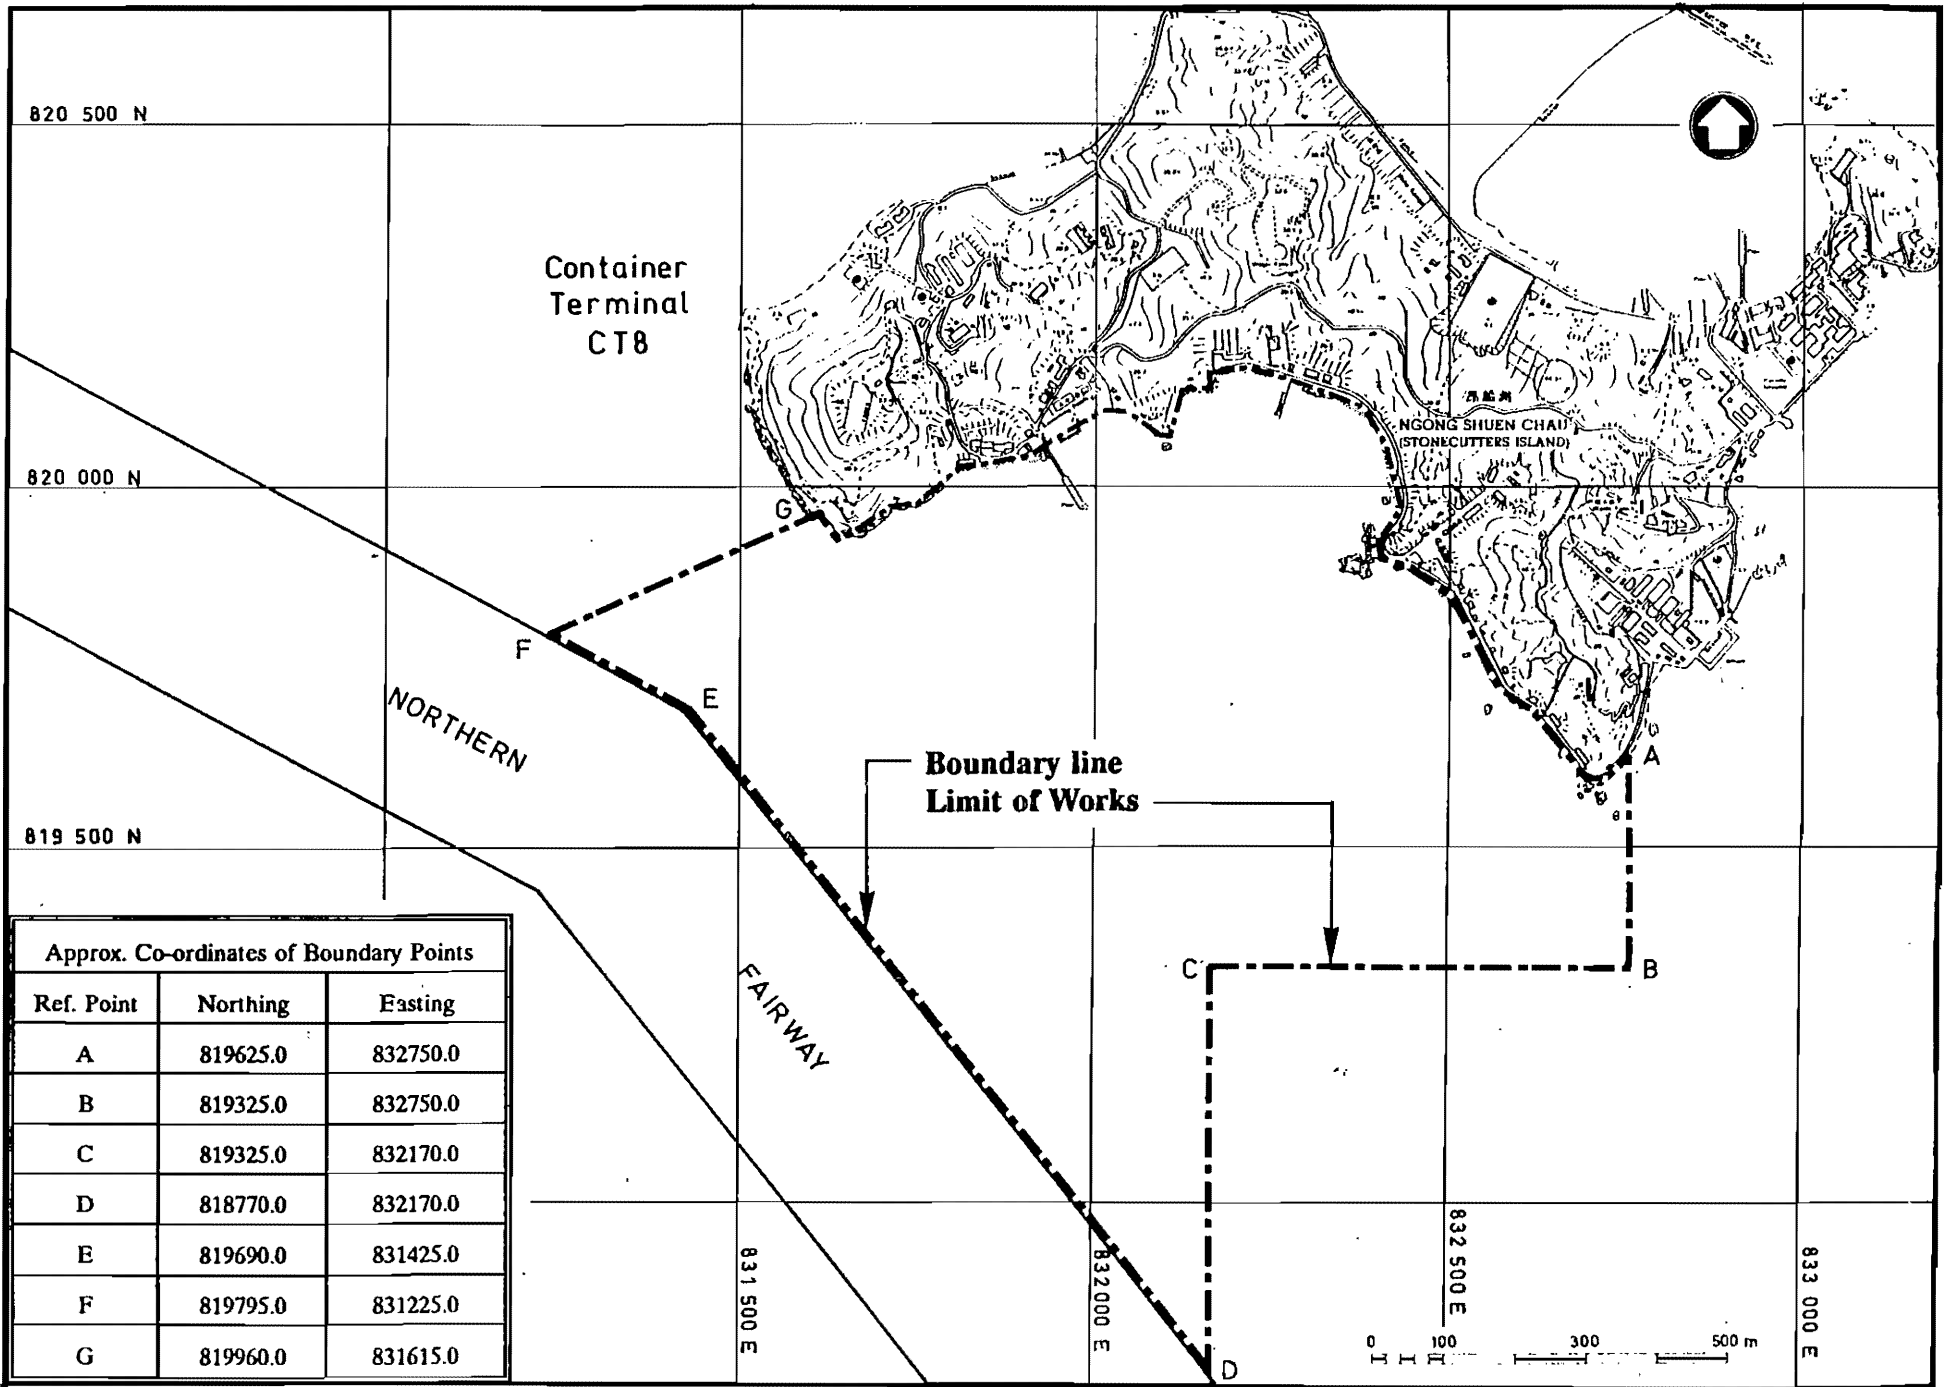 820 500 N
Container
Terminal
CT8
昂船洲
NGONG SHUEN CHAU
(STONECUTTERS ISLAND)
820 000 N
G
F
E
NORTHERN
A
Boundary line
Limit of Works
819 500 N
C
B
FAIRWAY
Approx. Co-ordinates of Boundary Points
Ref. Point Northing Easting
A 819625.0 832750.0
B 819325.0 832750.0
C 819325.0 832170.0
D 818770.0 832170.0
E 819690.0 831425.0
F 819795.0 831225.0
G 819960.0 831615.0
831 500 E
832000 E
832 500 E
833 000 E
0 100 300 500 m
D